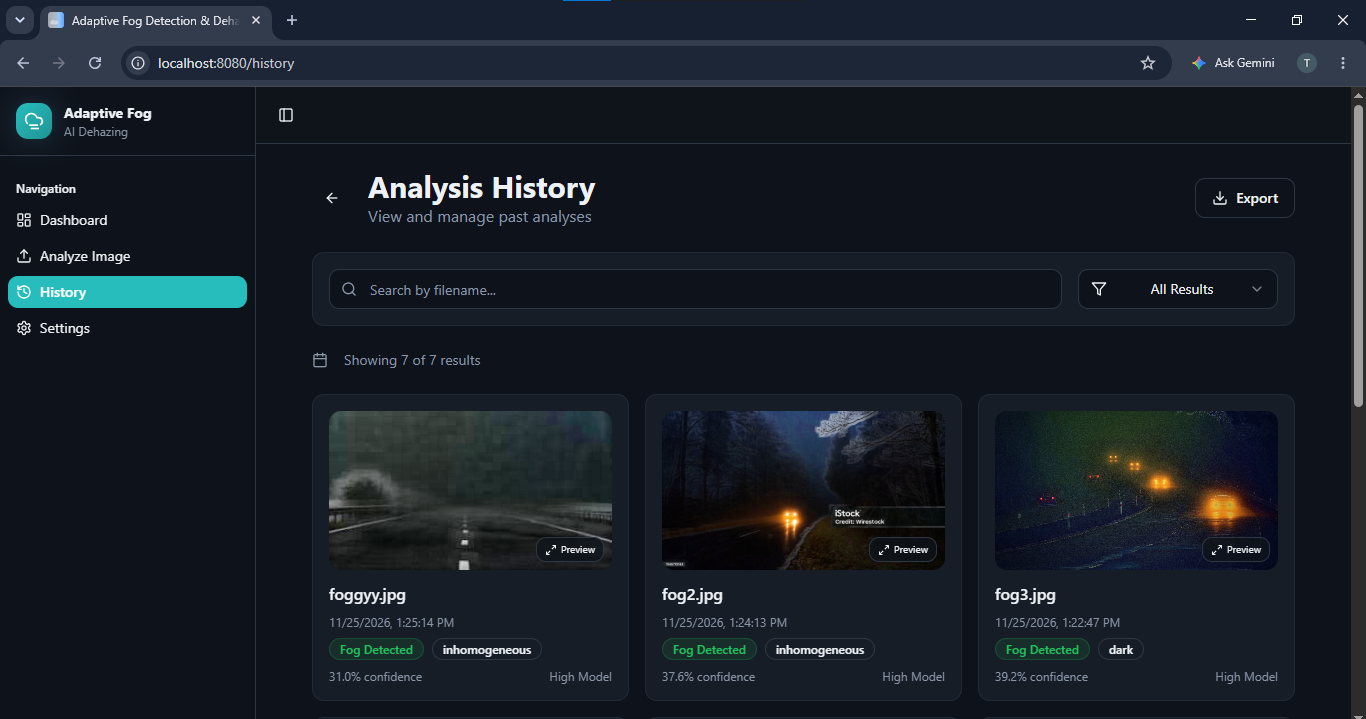 Adaptive Fog Detection & Deha
localhost:8080/history
Ask Gemini
T
Adaptive Fog
AI Dehazing
Navigation
Dashboard
Analyze Image
History
Settings
Analysis History
View and manage past analyses
Export
Search by filename...
All Results
Showing 7 of 7 results
Preview
foggyy.jpg
11/25/2026, 1:25:14 PM
Fog Detected
inhomogeneous
31.0% confidence
High Model
iStock
Credit: Wirestock
Preview
fog2.jpg
11/25/2026, 1:24:13 PM
Fog Detected
inhomogeneous
37.6% confidence
High Model
Preview
fog3.jpg
11/25/2026, 1:22:47 PM
Fog Detected
dark
39.2% confidence
High Model